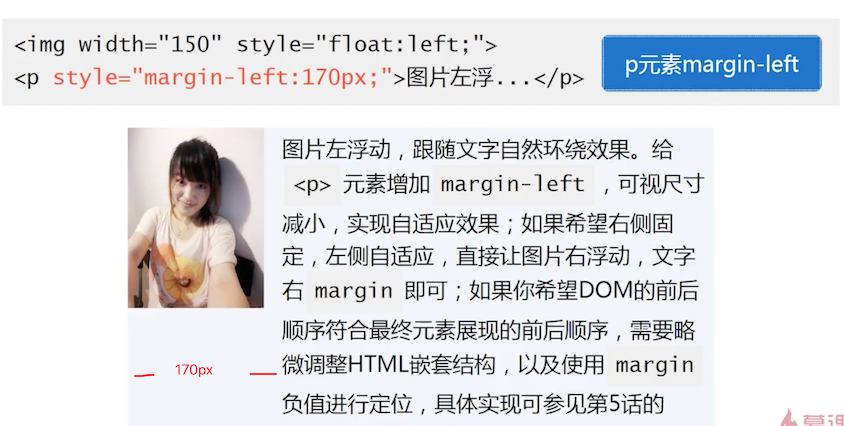 <img width="150" style="float:left;">
<p style="margin-left:170px;">图片左浮...</p>
p元素margin-left
图片左浮动，跟随文字自然环绕效果。给
<p> 元素增加 margin-left ，可视尺寸
减小，实现自适应效果；如果希望右侧固
定，左侧自适应，直接让图片右浮动，文字
右 margin 即可；如果你希望DOM的前后
顺序符合最终元素展现的前后顺序，需要略
微调整HTML嵌套结构，以及使用 margin
负值进行定位，具体实现可参见第5话的
170px